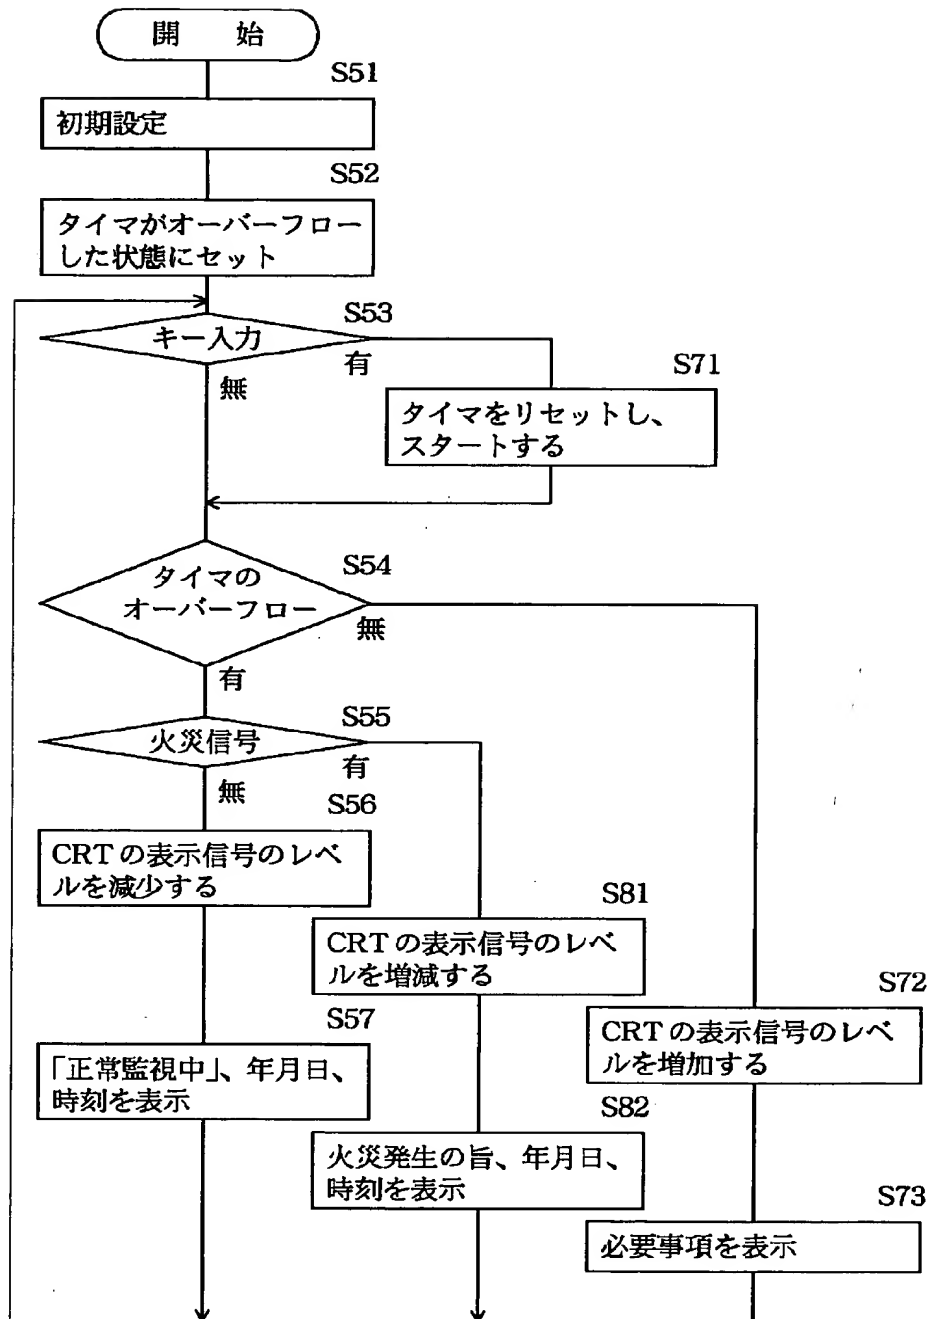 開 始
S51
初期設定
S52
タイマがオーバーフロー
した状態にセット
S53
キー入力
有
無
S71
タイマをリセットし、
スタートする
S54
タイマの
オーバーフロー
無
有
S55
火災信号
有
無
S56
CRTの表示信号のレベ
ルを減少する
S81
CRTの表示信号のレベ
ルを増減する
S72
CRTの表示信号のレベ
ルを増加する
S57
「正常監視中」、年月日、
時刻を表示
S82
火災発生の旨、年月日、
時刻を表示
S73
必要事項を表示